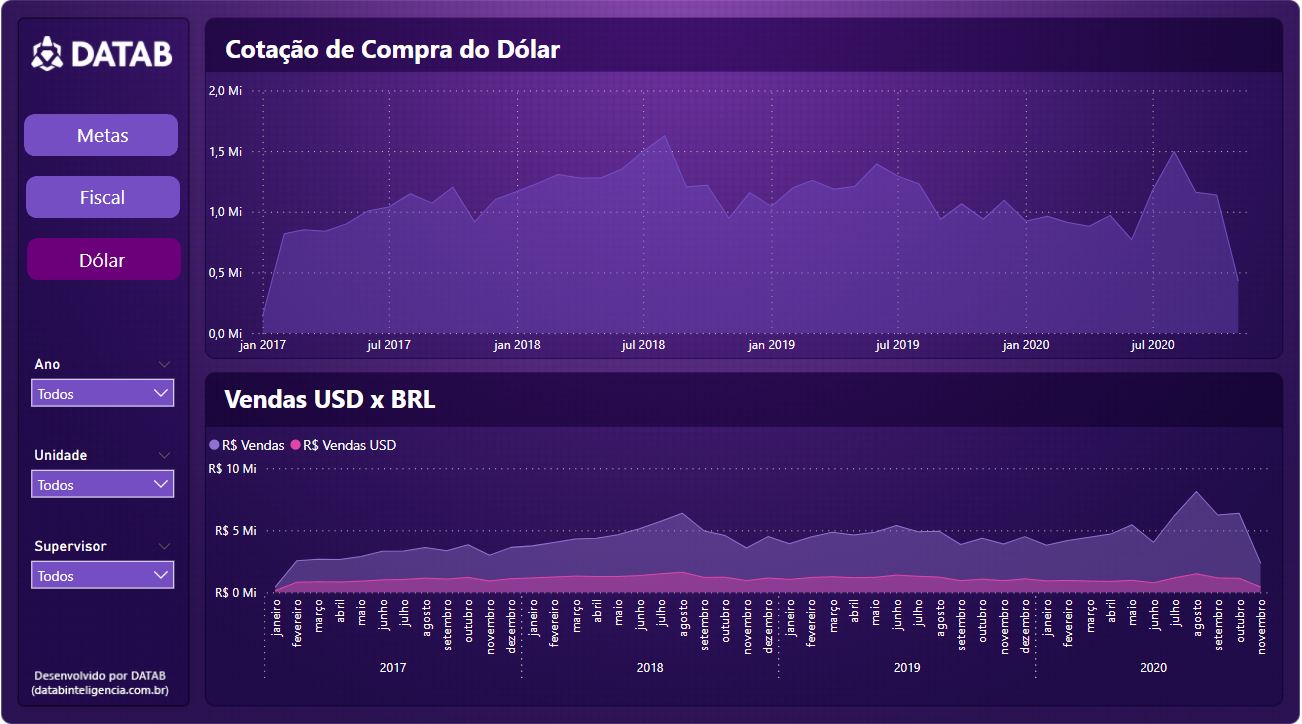 DATAB
Metas
Fiscal
Dólar
Ano
Todos
Unidade
Todos
Supervisor
Todos
Desenvolvido por DATAB
(databinteligencia.com.br)
Cotação de Compra do Dólar
2,0 Mi
1,5 Mi
1,0 Mi
0,5 Mi
0,0 Mi
jan 2017 jul 2017 jan 2018 jul 2018 jan 2019 jul 2019 jan 2020 jul 2020
Vendas USD x BRL
R$ Vendas R$ Vendas USD
R$ 10 Mi
R$ 5 Mi
R$ 0 Mi
janeiro fevereiro março abril maio junho julho agosto setembro outubro novembro dezembro janeiro fevereiro março abril maio junho julho agosto setembro outubro novembro dezembro janeiro fevereiro março abril maio junho julho agosto setembro outubro novembro dezembro janeiro fevereiro março abril maio junho julho agosto setembro outubro novembro
2017 2018 2019 2020